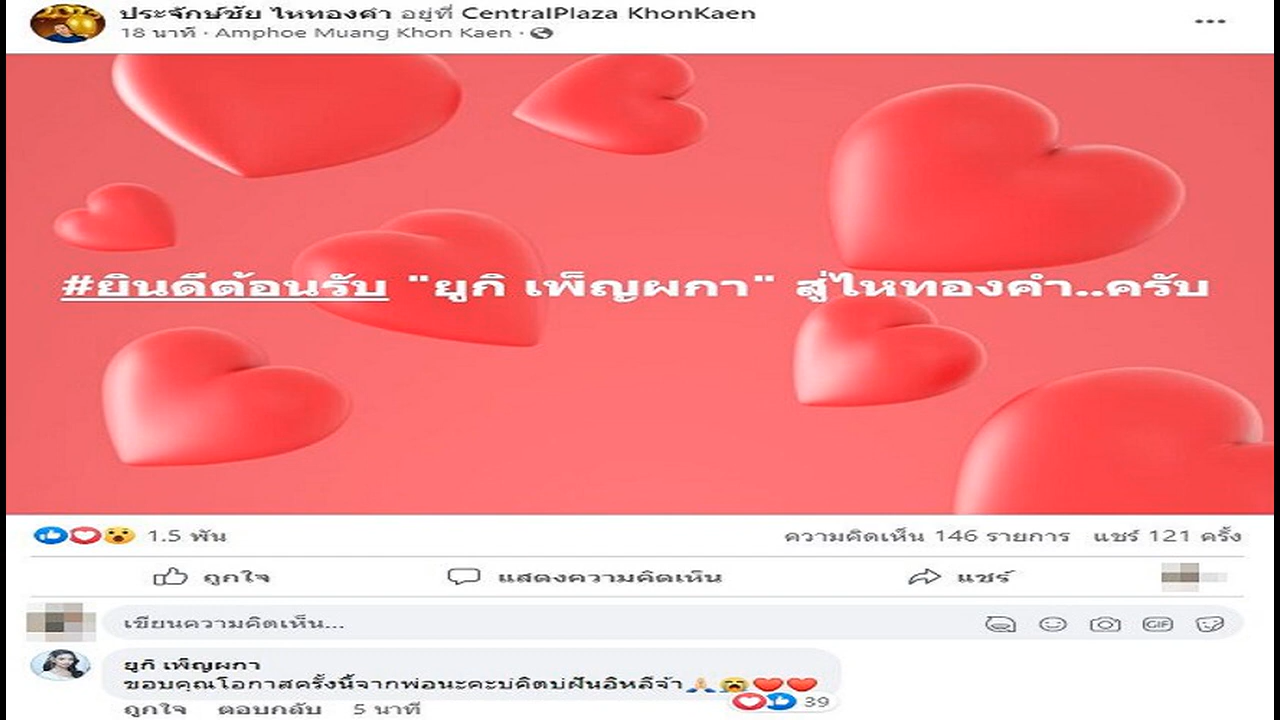 ประจักษ์ชัย ไหทองคำ อยู่ที่ CentralPlaza KhonKaen
18 นาที · Amphoe Muang Khon Kaen ·
#ยินดีต้อนรับ "ยูกิ เพ็ญผกา" สู่ไหทองคำ..ครับ
1.5 พัน ความคิดเห็น 146 รายการ แชร์ 121 ครั้ง
ถูกใจ แสดงความคิดเห็น แชร์
เขียนความคิดเห็น... GIF
ยูกิ เพ็ญผกา
ขอบคุณโอกาสครั้งนี้จากพ่อนะคะบ่คิดบ่ฝันอิหลีจ้า
39
ถูกใจ ตอบกลับ 5 นาที